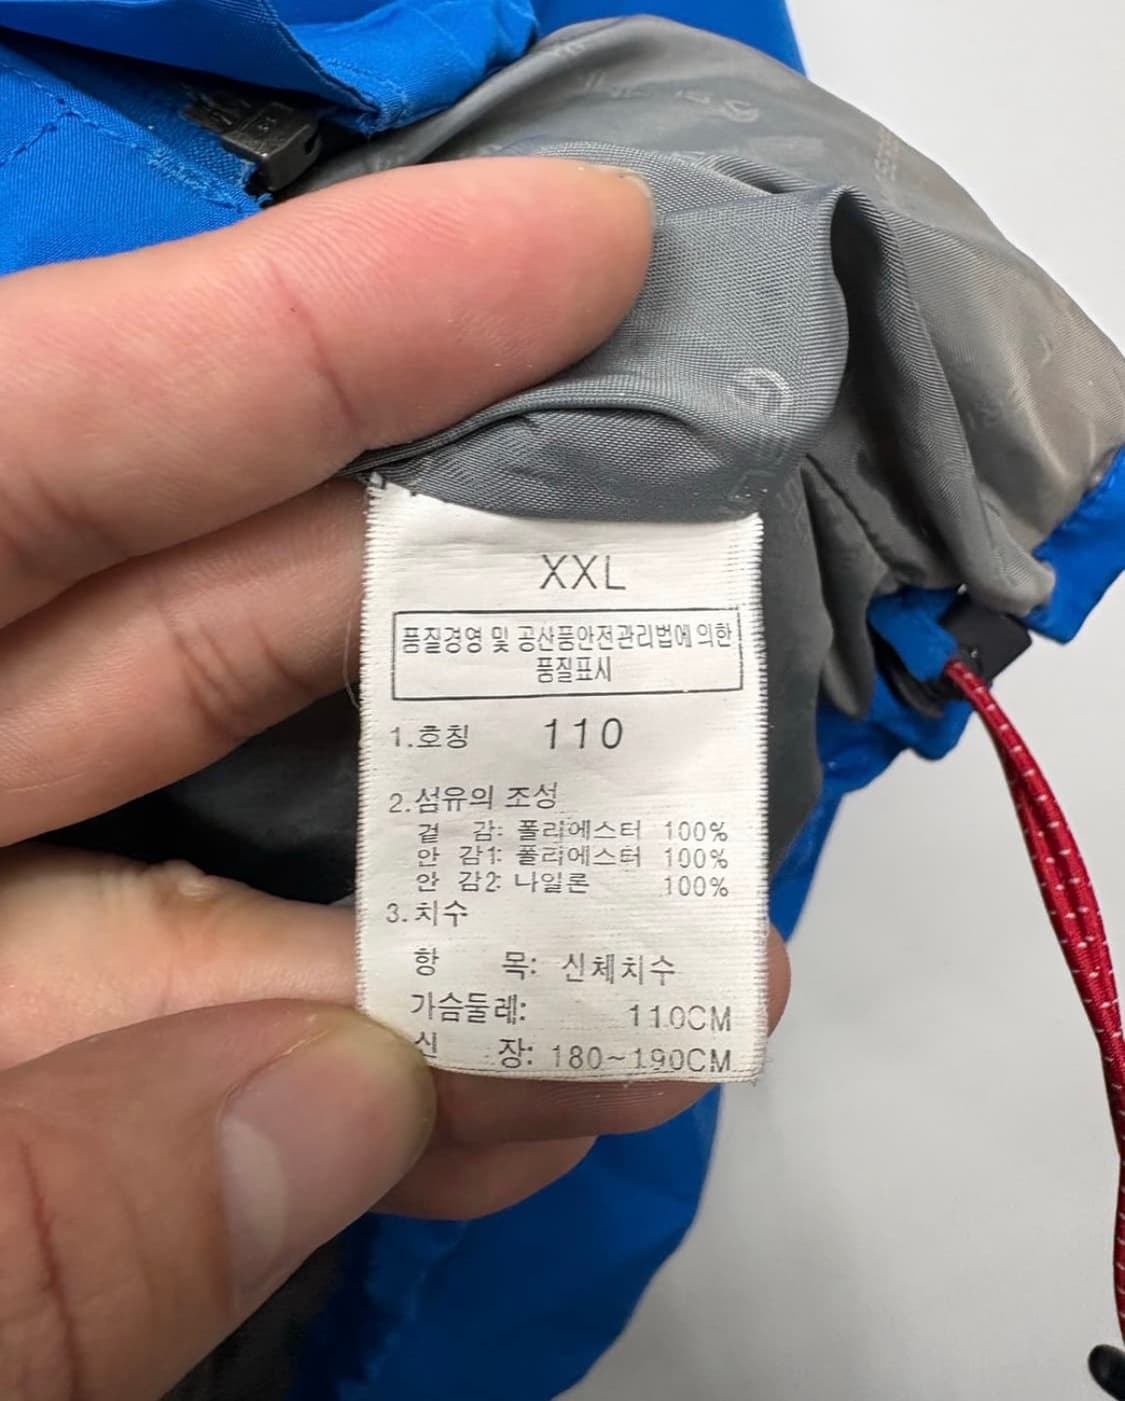 XXL
품질경영 및 공산품안전관리법에 의한
품질표시
1.호칭 110
2.섬유의 조성
겉 감: 폴리에스터 100%
안 감1: 폴리에스터 100%
안 감2: 나일론 100%
3.치수
항 목: 신체치수
가슴둘레: 110CM
신 장: 180~190CM